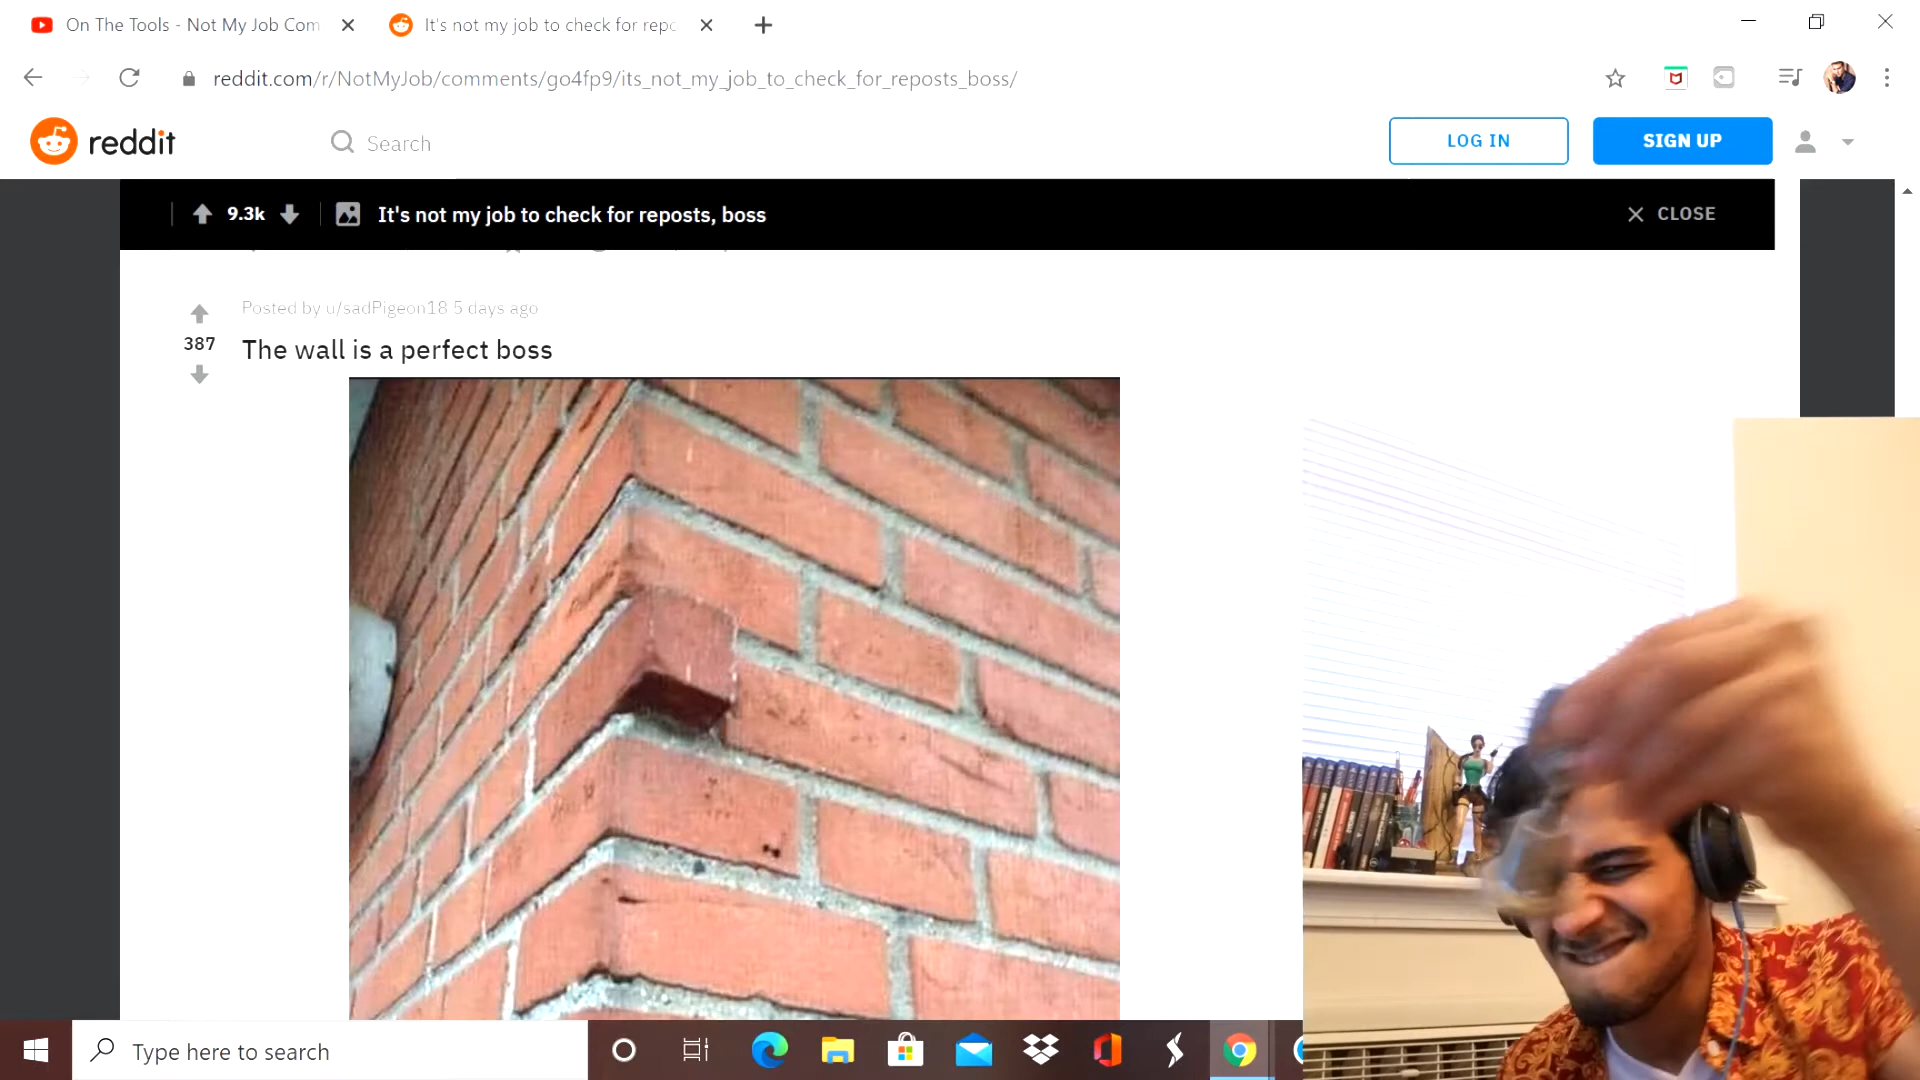 On The Tools - Not My Job Com
It's not my job to check for repo
reddit.com/r/NotMyJob/comments/go4fp9/its_not_my_job_to_check_for_reposts_boss/
reddit
Search
LOG IN
SIGN UP
9.3k
It's not my job to check for reposts, boss
CLOSE
Posted by u/sadPigeon18 5 days ago
387
The wall is a perfect boss
Type here to search